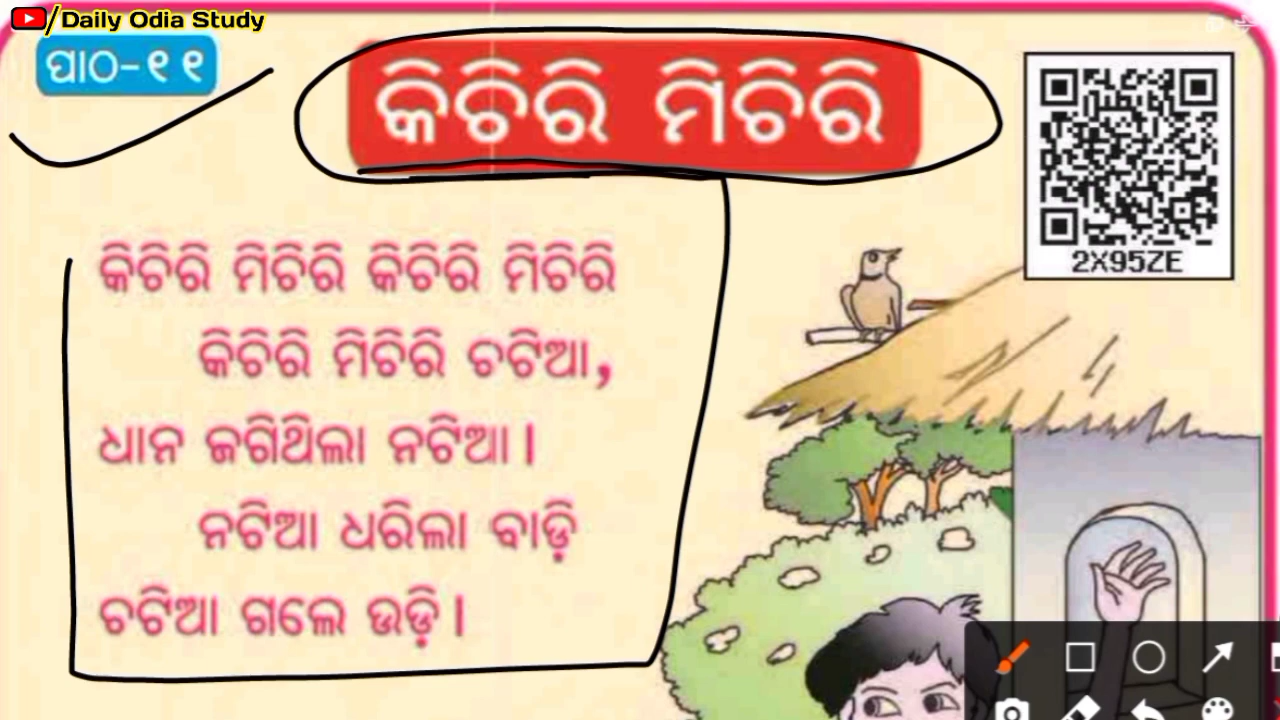 /Daily Odia Study
ପାଠ-୧୧
କିଚିରି ମିଚିରି
2X95ZE
କିଚିରି ମିଚିରି କିଚିରି ମିଚିରି
କିଚିରି ମିଚିରି ଚଟିଆ,
ଧାନ ଜଗିଥିଲା ନଟିଆ।
ନଟିଆ ଧରିଲା ବାଡ଼ି
ଚଟିଆ ଗଲେ ଉଡ଼ି।